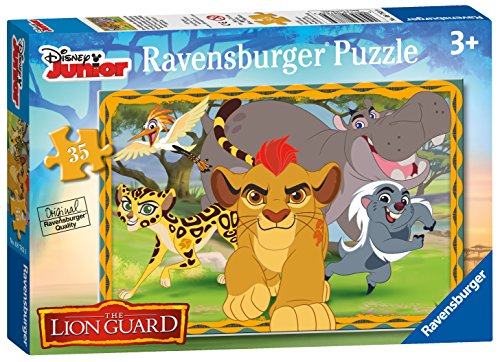 Disney
Junior
Ravensburger® Puzzle
3+
35
Original
Ravensburger
Quality
THE
LION GUARD
Ravensburger